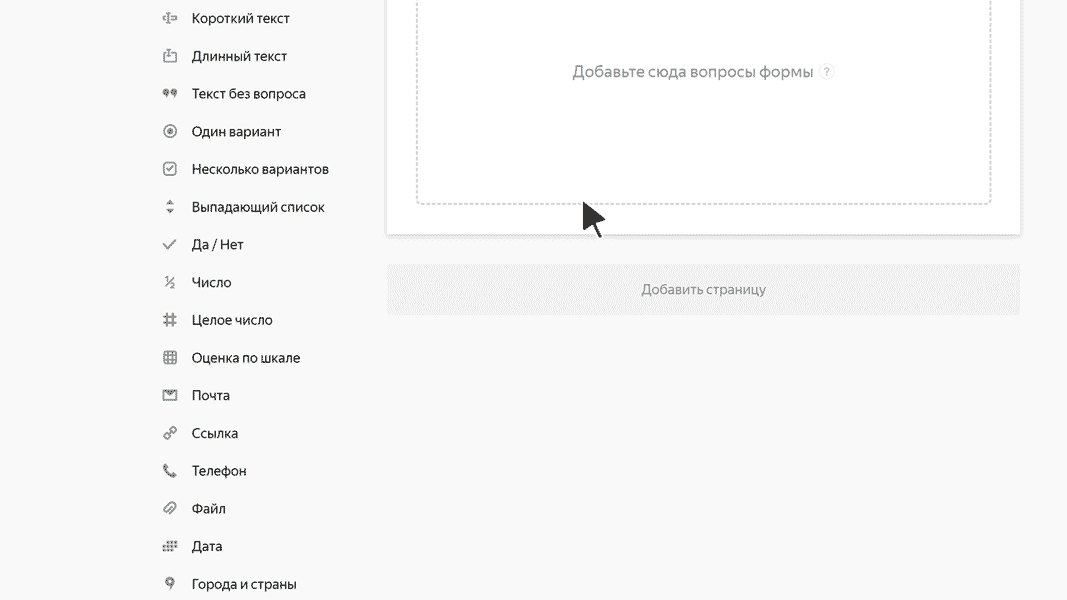 Короткий текст
Длинный текст
Текст без вопроса
Один вариант
Несколько вариантов
Выпадающий список
Да / Нет
Число
Целое число
Оценка по шкале
Почта
Ссылка
Телефон
Файл
Дата
Города и страны
Добавьте сюда вопросы формы ?
Добавить страницу